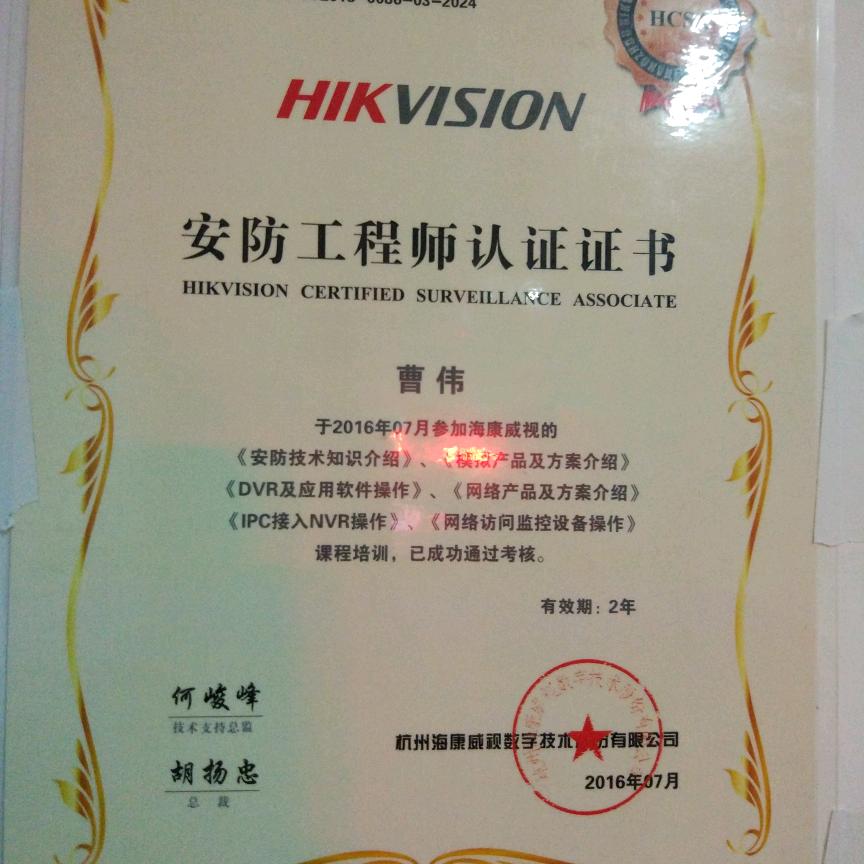 -0086-03-2024
HCSA
HIKVISION
安防工程师认证证书
HIKVISION CERTIFIED SURVEILLANCE ASSOCIATE
曹伟
于2016年07月参加海康威视的
《安防技术知识介绍》、《模拟产品及方案介绍》
《DVR及应用软件操作》、《网络产品及方案介绍》
《IPC接入NVR操作》、《网络访问监控设备操作》
课程培训，已成功通过考核。
有效期：2年
何峻峰
技术支持总监
胡扬忠
总裁
杭州海康威视数字技术股份有限公司
2016年07月